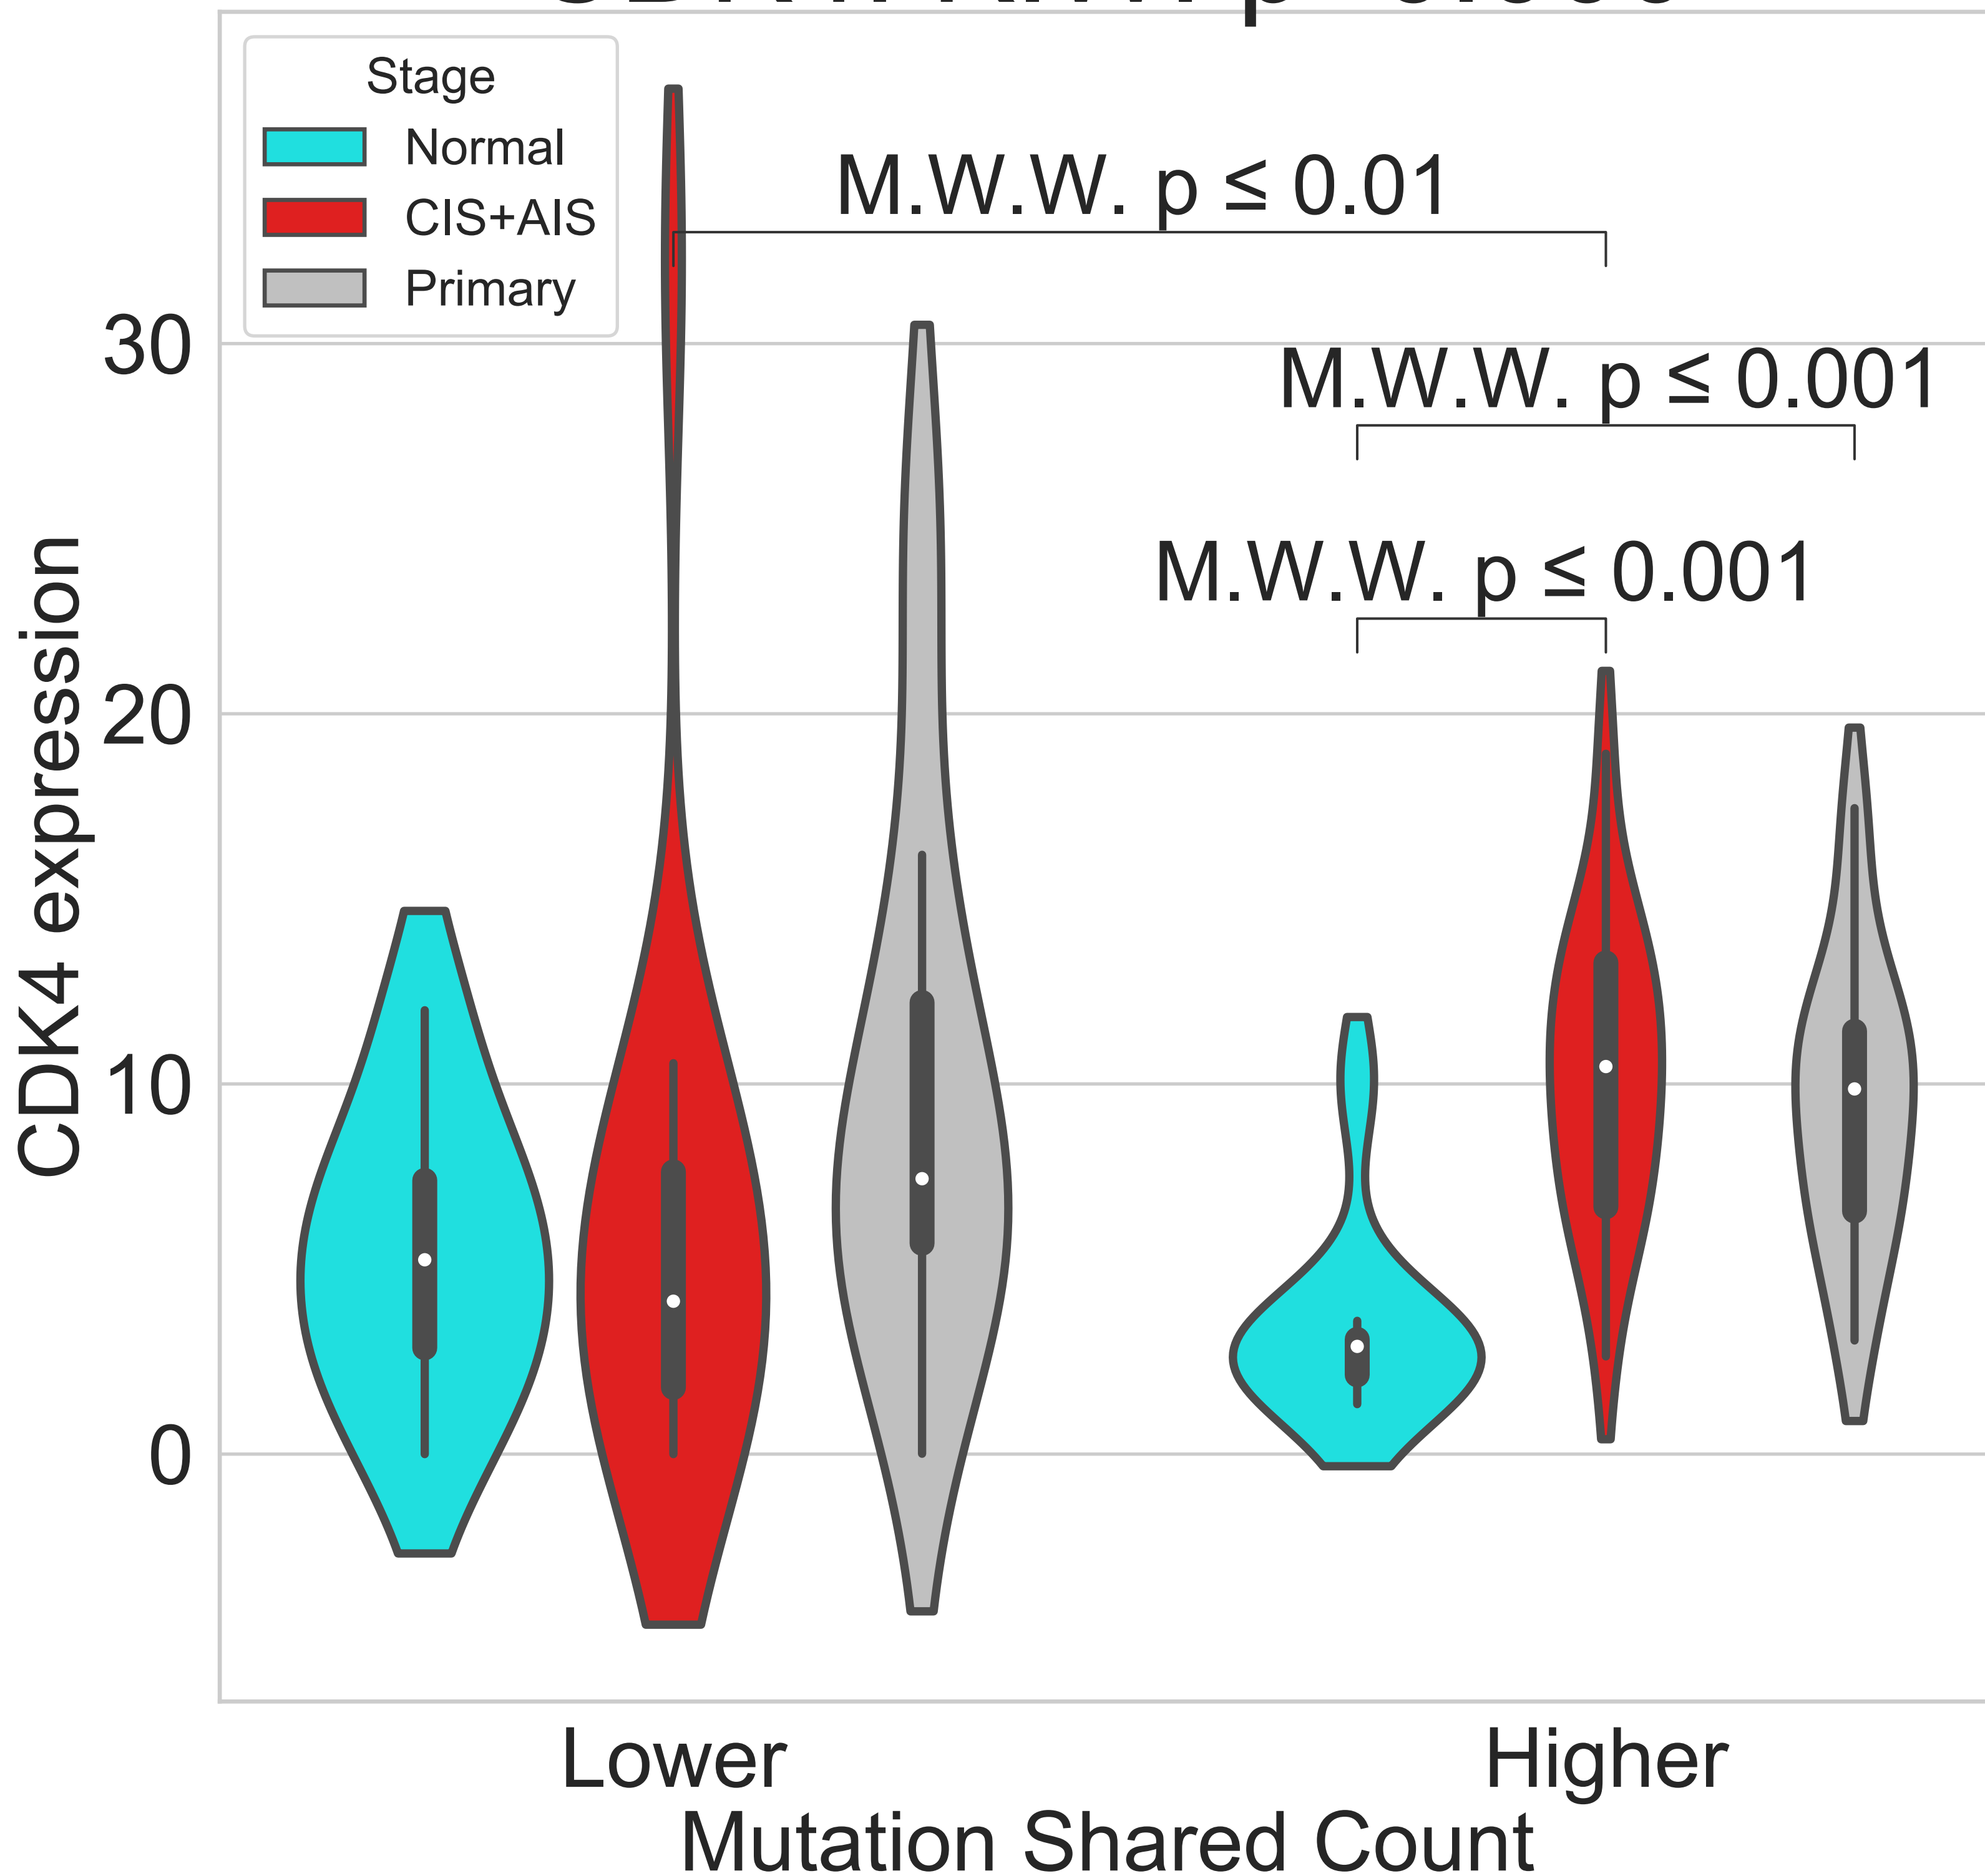 Stage
Normal
CIS+AIS
Primary
M.W.W. p ≤ 0.01
M.W.W. p ≤ 0.001
M.W.W. p ≤ 0.001
30
20
10
0
CDK4 expression
Lower
Higher
Mutation Shared Count